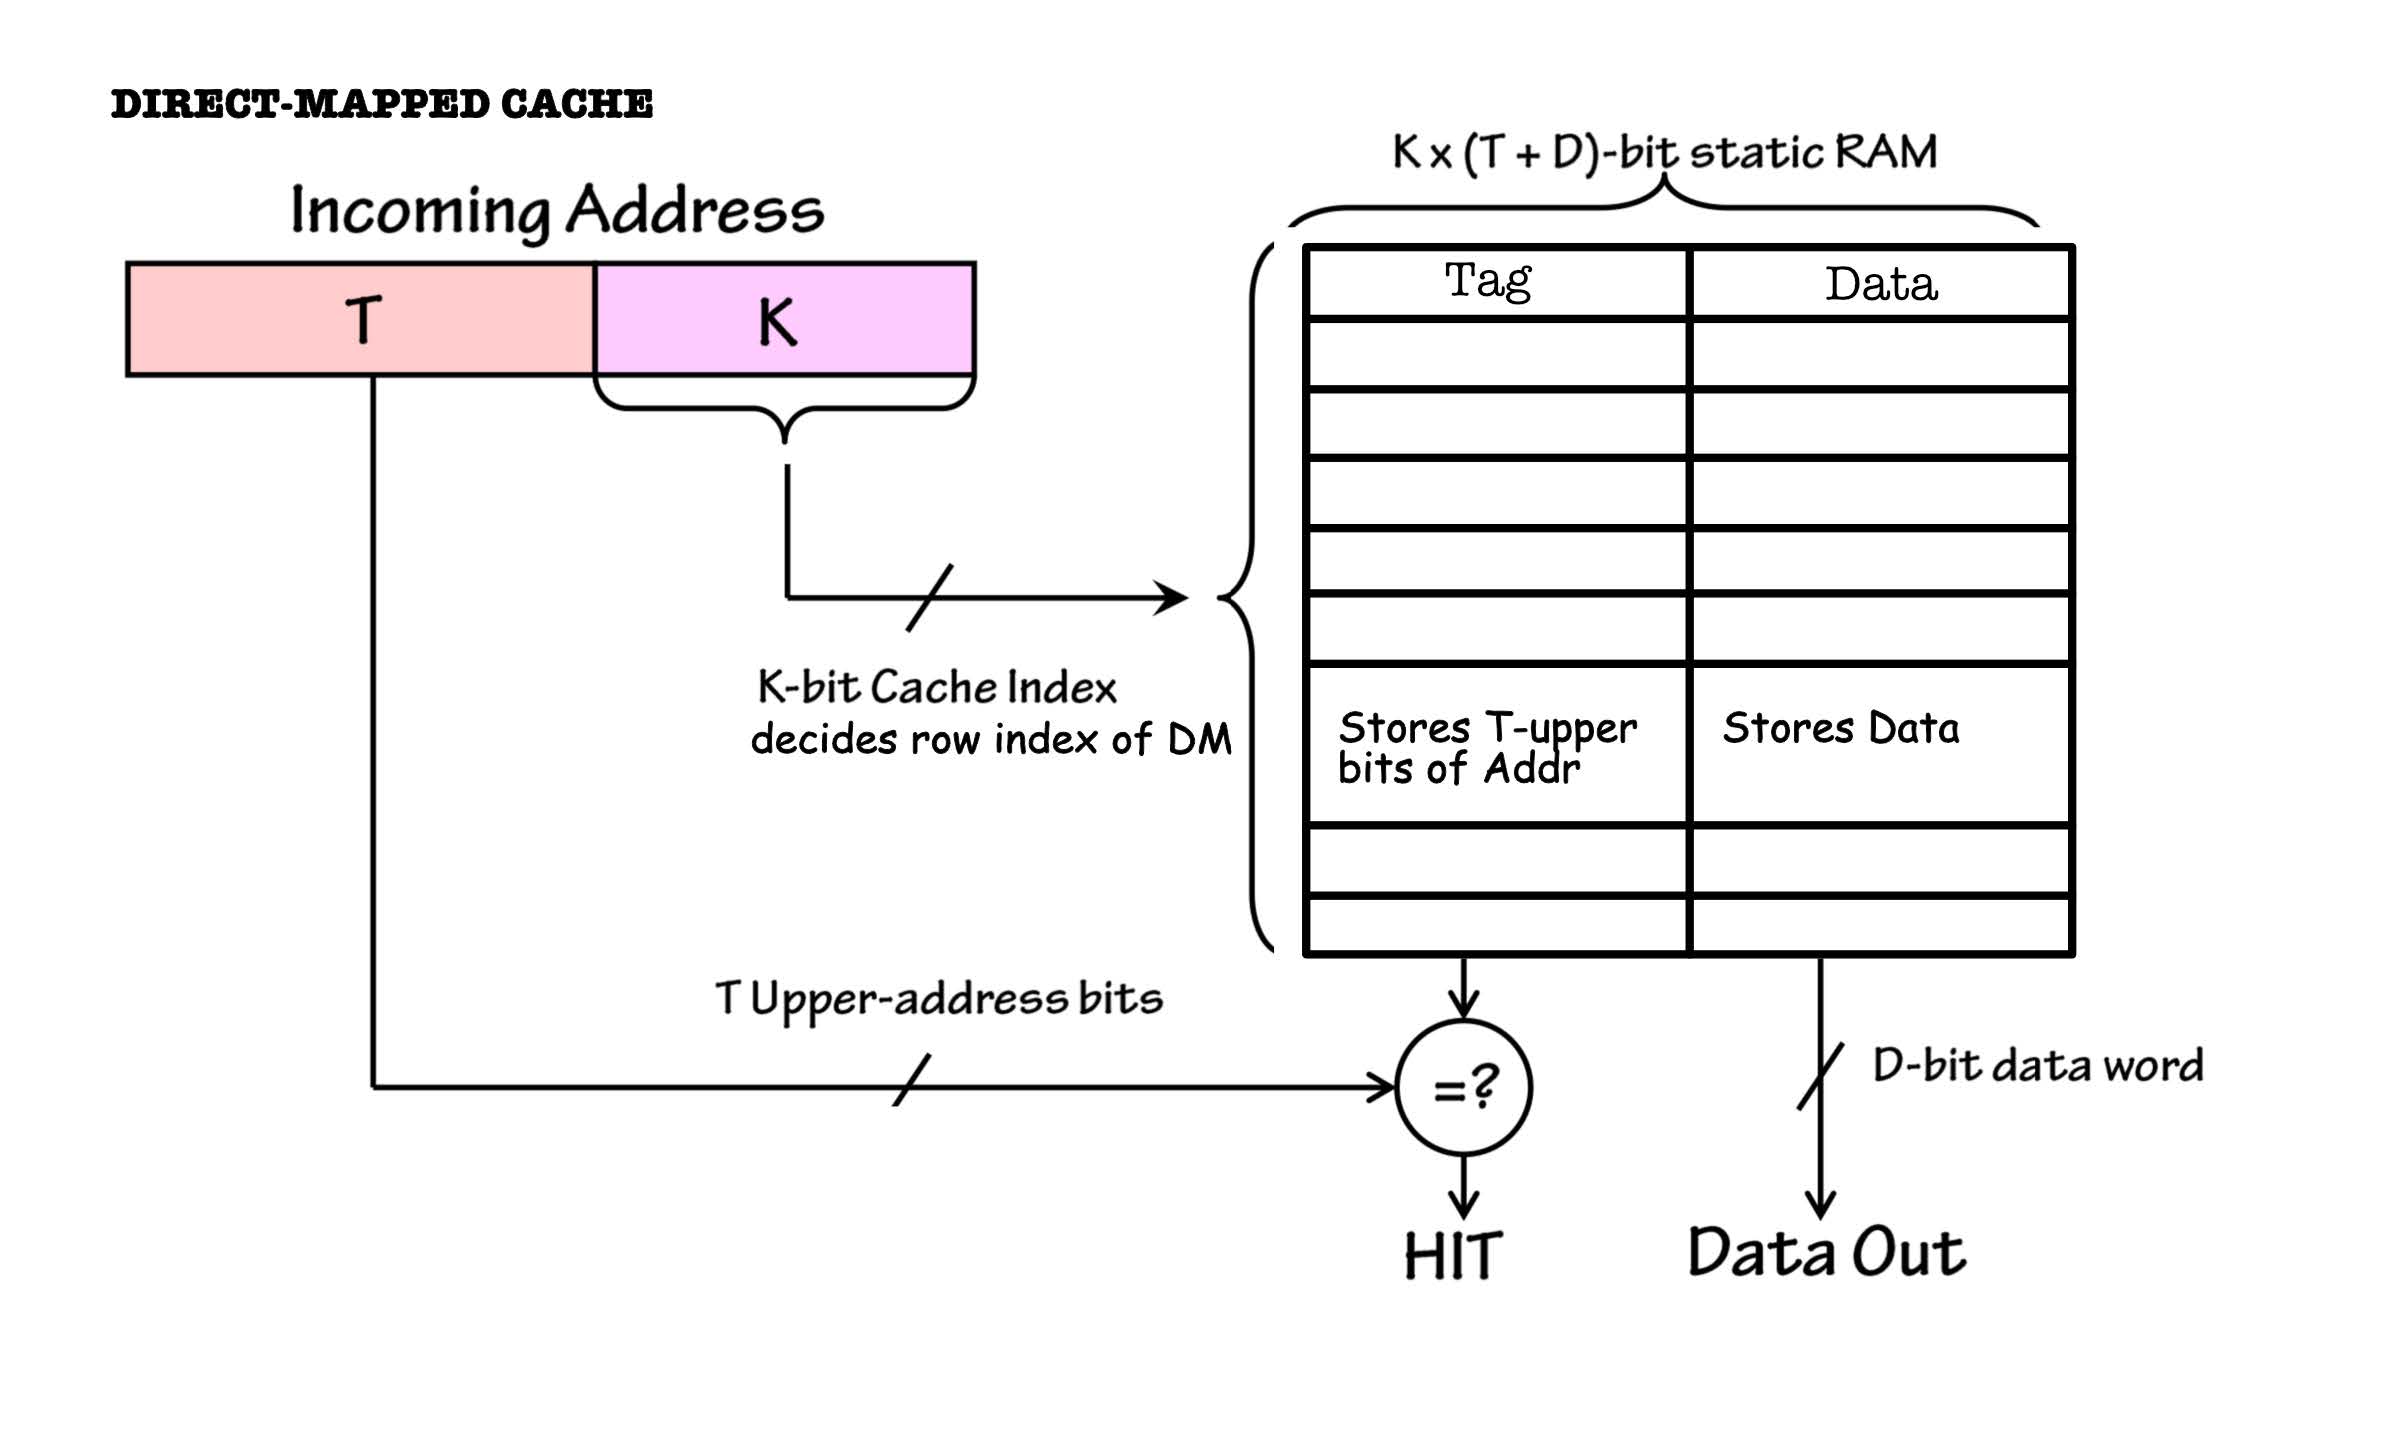 DIRECT-MAPPED CACHE
Incoming Address
T
K
K x (T + D)-bit static RAM
Tag
Data
K-bit Cache Index
decides row index of DM
Stores T-upper
bits of Addr
Stores Data
T Upper-address bits
=?
D-bit data word
HIT
Data Out